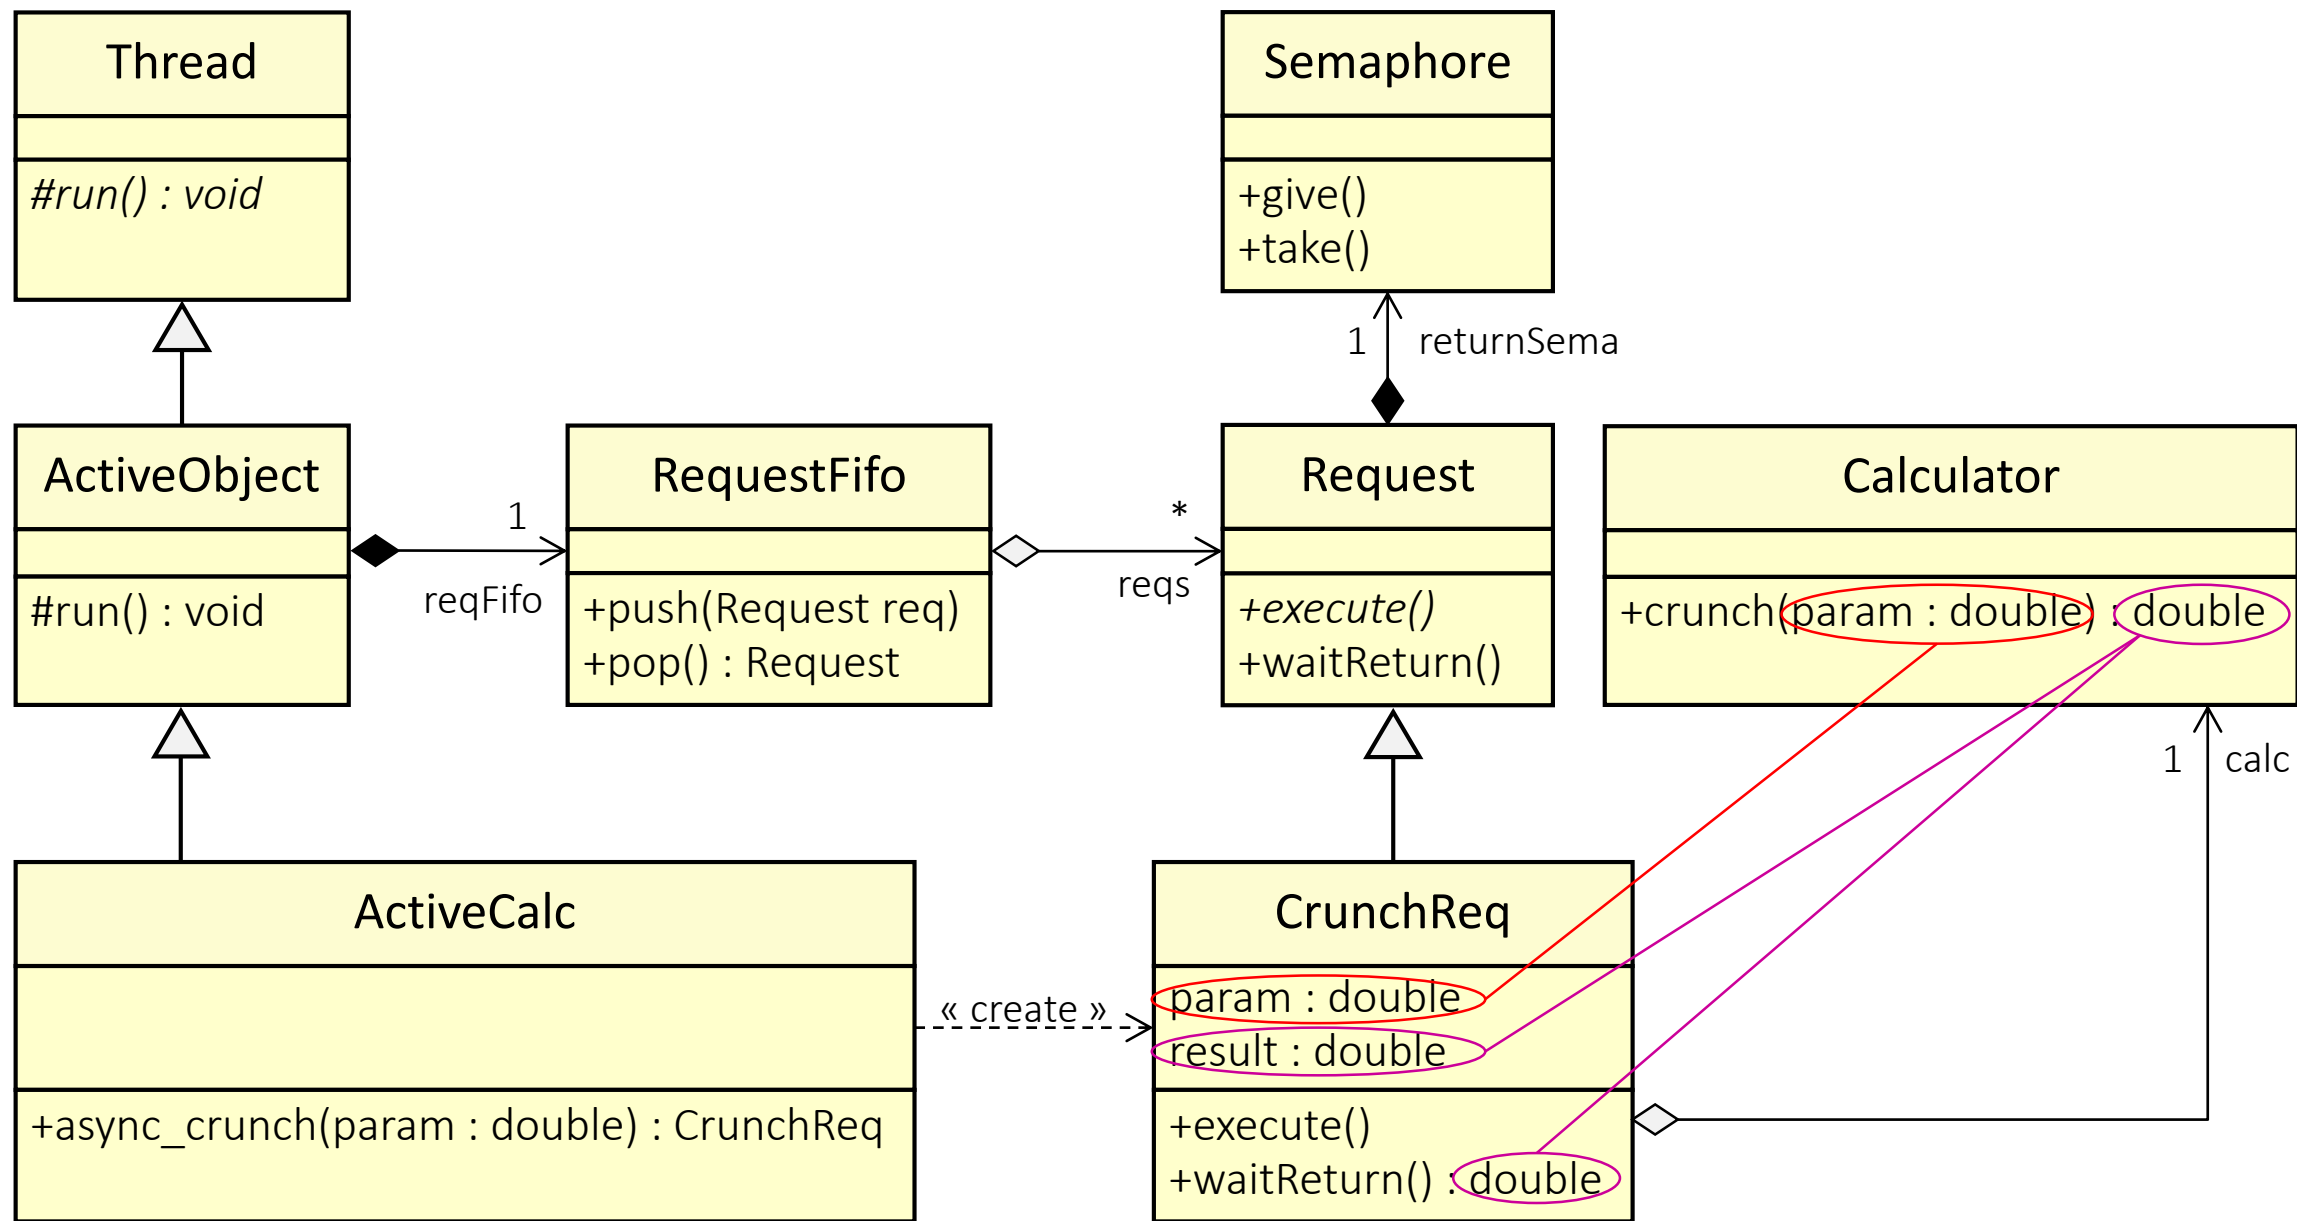 Thread
#run() : void
Semaphore
+give()
+take()
1
returnSema
ActiveObject
#run() : void
1
reqFifo
RequestFifo
+push(Request req)
+pop() : Request
*
reqs
Request
+execute()
+waitReturn()
Calculator
+crunch(param : double) : double
1
calc
ActiveCalc
+async_crunch(param : double) : CrunchReq
« create »
CrunchReq
param : double
result : double
+execute()
+waitReturn() : double